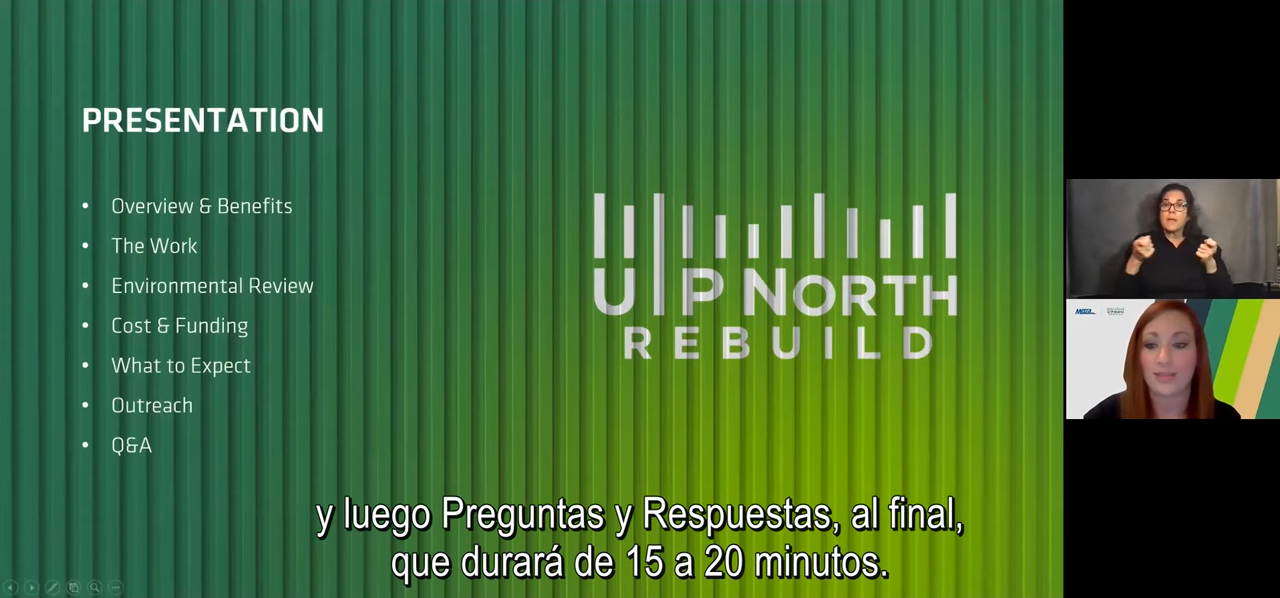 PRESENTATION
• Overview & Benefits
• The Work
• Environmental Review
• Cost & Funding
• What to Expect
• Outreach
• Q&A
UP NORTH
REBUILD
Metra
y luego Preguntas y Respuestas, al final,
que durará de 15 a 20 minutos.